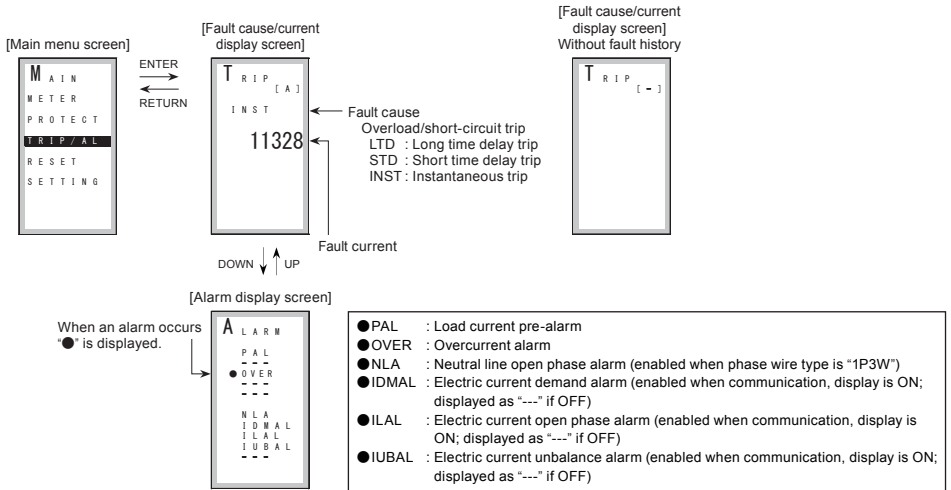 [Main menu screen]
MAIN
METER
PROTECT
TRIP/AL
RESET
SETTING
ENTER
RETURN
[Fault cause/current
display screen]
TRIP
[A]
INST
11328
Fault cause
Overload/short-circuit trip
LTD : Long time delay trip
STD : Short time delay trip
INST : Instantaneous trip
Fault current
[Fault cause/current
display screen]
Without fault history
TRIP
[-]
DOWN
UP
[Alarm display screen]
When an alarm occurs
"●" is displayed.
ALARM
PAL
---
●OVER
---
---
NLA
IDMAL
ILAL
IUBAL
---
●PAL : Load current pre-alarm
●OVER : Overcurrent alarm
●NLA : Neutral line open phase alarm (enabled when phase wire type is "1P3W")
●IDMAL : Electric current demand alarm (enabled when communication, display is ON;
displayed as "---" if OFF)
●ILAL : Electric current open phase alarm (enabled when communication, display is
ON; displayed as "---" if OFF)
●IUBAL : Electric current unbalance alarm (enabled when communication, display is ON;
displayed as "---" if OFF)